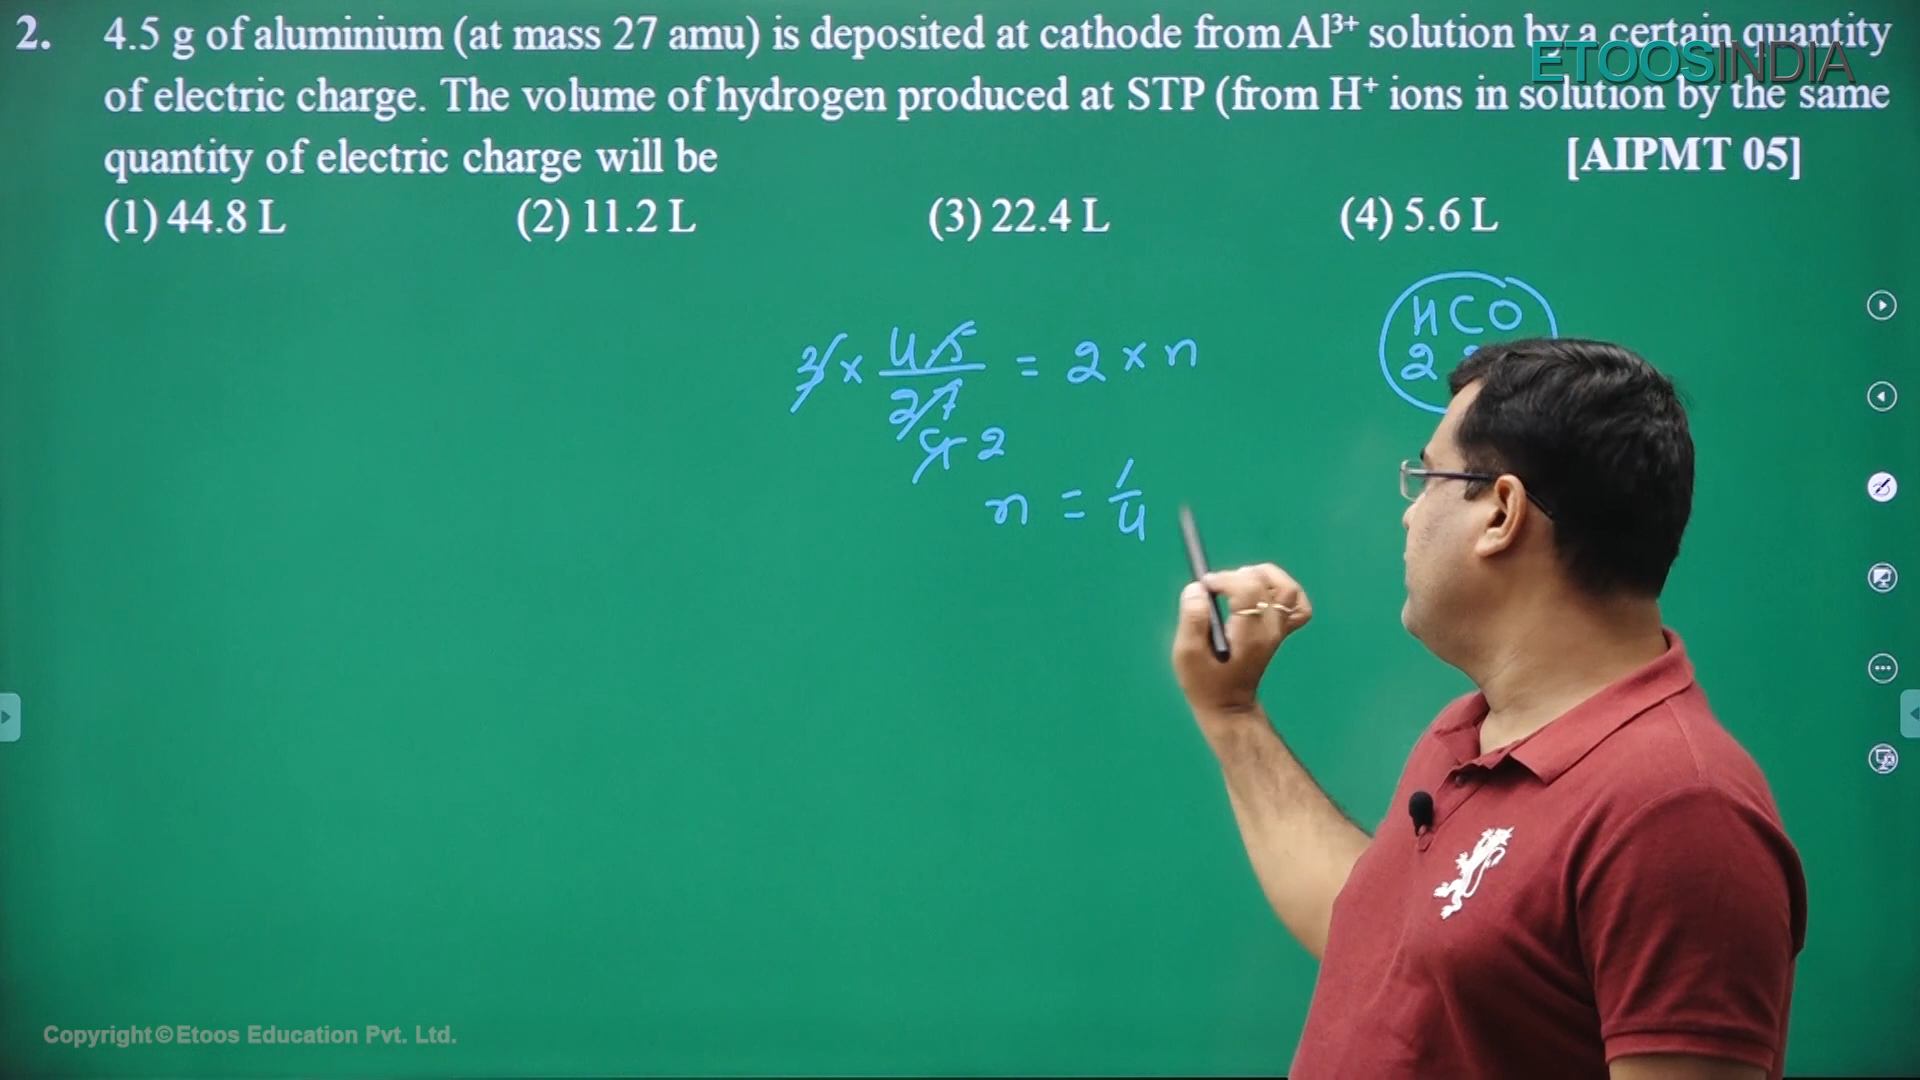 ETOOSINDIA
2. 4.5 g of aluminium (at mass 27 amu) is deposited at cathode from Al³⁺ solution by a certain quantity
of electric charge. The volume of hydrogen produced at STP (from H⁺ ions in solution by the same
quantity of electric charge will be [AIPMT 05]
(1) 44.8 L (2) 11.2 L (3) 22.4 L (4) 5.6 L
HCO
2
3 × 4.5 / 27 = 2 × n
9 2
n = 1/4
Copyright © Etoos Education Pvt. Ltd.